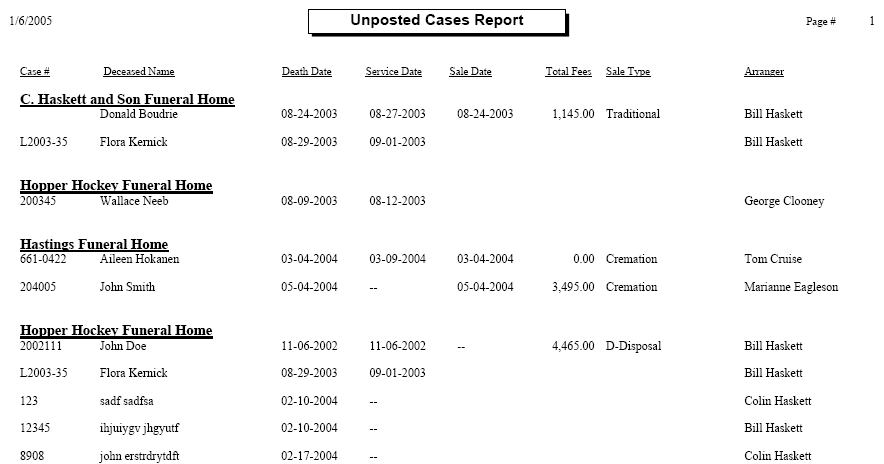 1/6/2005 Unposted Cases Report Page # 1
Case # Deceased Name Death Date Service Date Sale Date Total Fees Sale Type Arranger
C. Haskett and Son Funeral Home
Donald Boudrie 08-24-2003 08-27-2003 08-24-2003 1,145.00 Traditional Bill Haskett
L2003-35 Flora Kernick 08-29-2003 09-01-2003 Bill Haskett
Hopper Hockey Funeral Home
200345 Wallace Neeb 08-09-2003 08-12-2003 George Clooney
Hastings Funeral Home
661-0422 Aileen Hokanen 03-04-2004 03-09-2004 03-04-2004 0.00 Cremation Tom Cruise
204005 John Smith 05-04-2004 -- 05-04-2004 3,495.00 Cremation Marianne Eagleson
Hopper Hockey Funeral Home
2002111 John Doe 11-06-2002 11-06-2002 -- 4,465.00 D-Disposal Bill Haskett
L2003-35 Flora Kernick 08-29-2003 09-01-2003 Bill Haskett
123 sadf sadfsa 02-10-2004 -- Colin Haskett
12345 ihjuiygv jhgyutf 02-10-2004 -- Bill Haskett
8908 john erstrdrytdft 02-17-2004 -- Colin Haskett